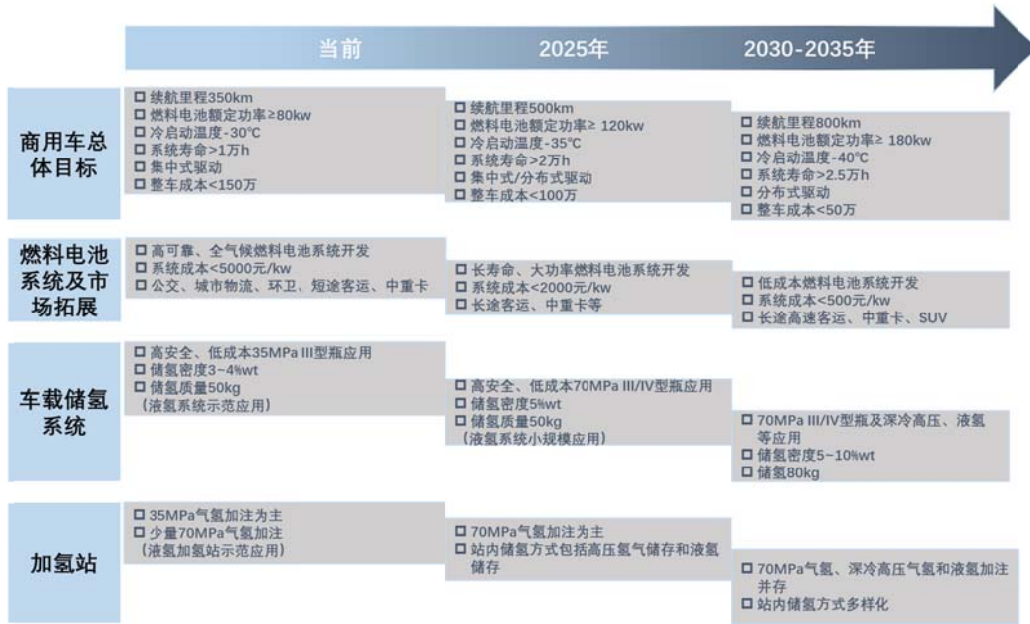 当前
2025年
2030-2035年
商用车总
体目标
□ 续航里程350km
□ 燃料电池额定功率≥80kw
□ 冷启动温度-30℃
□ 系统寿命>1万h
□ 集中式驱动
□ 整车成本<150万
□ 续航里程500km
□ 燃料电池额定功率≥ 120kw
□ 冷启动温度-35℃
□ 系统寿命>2万h
□ 集中式/分布式驱动
□ 整车成本<100万
□ 续航里程800km
□ 燃料电池额定功率≥ 180kw
□ 冷启动温度-40℃
□ 系统寿命>2.5万h
□ 分布式驱动
□ 整车成本<50万
燃料电池
系统及市
场拓展
□ 高可靠、全气候燃料电池系统开发
□ 系统成本<5000元/kw
□ 公交、城市物流、环卫、短途客运、中重卡
□ 长寿命、大功率燃料电池系统开发
□ 系统成本<2000元/kw
□ 长途客运、中重卡等
□ 低成本燃料电池系统开发
□ 系统成本<500元/kw
□ 长途高速客运、中重卡、SUV
车载储氢
系统
□ 高安全、低成本35MPa III型瓶应用
□ 储氢密度3~4%wt
□ 储氢质量50kg
（液氢系统示范应用）
□ 高安全、低成本70MPa III/IV型瓶应用
□ 储氢密度5%wt
□ 储氢质量50kg
（液氢系统小规模应用）
□ 70MPa III/IV型瓶及深冷高压、液氢
等应用
□ 储氢密度5~10%wt
□ 储氢80kg
加氢站
□ 35MPa气氢加注为主
□ 少量70MPa气氢加注
（液氢加氢站示范应用）
□ 70MPa气氢加注为主
□ 站内储氢方式包括高压氢气储存和液氢
储存
□ 70MPa气氢、深冷高压气氢和液氢加注
并存
□ 站内储氢方式多样化